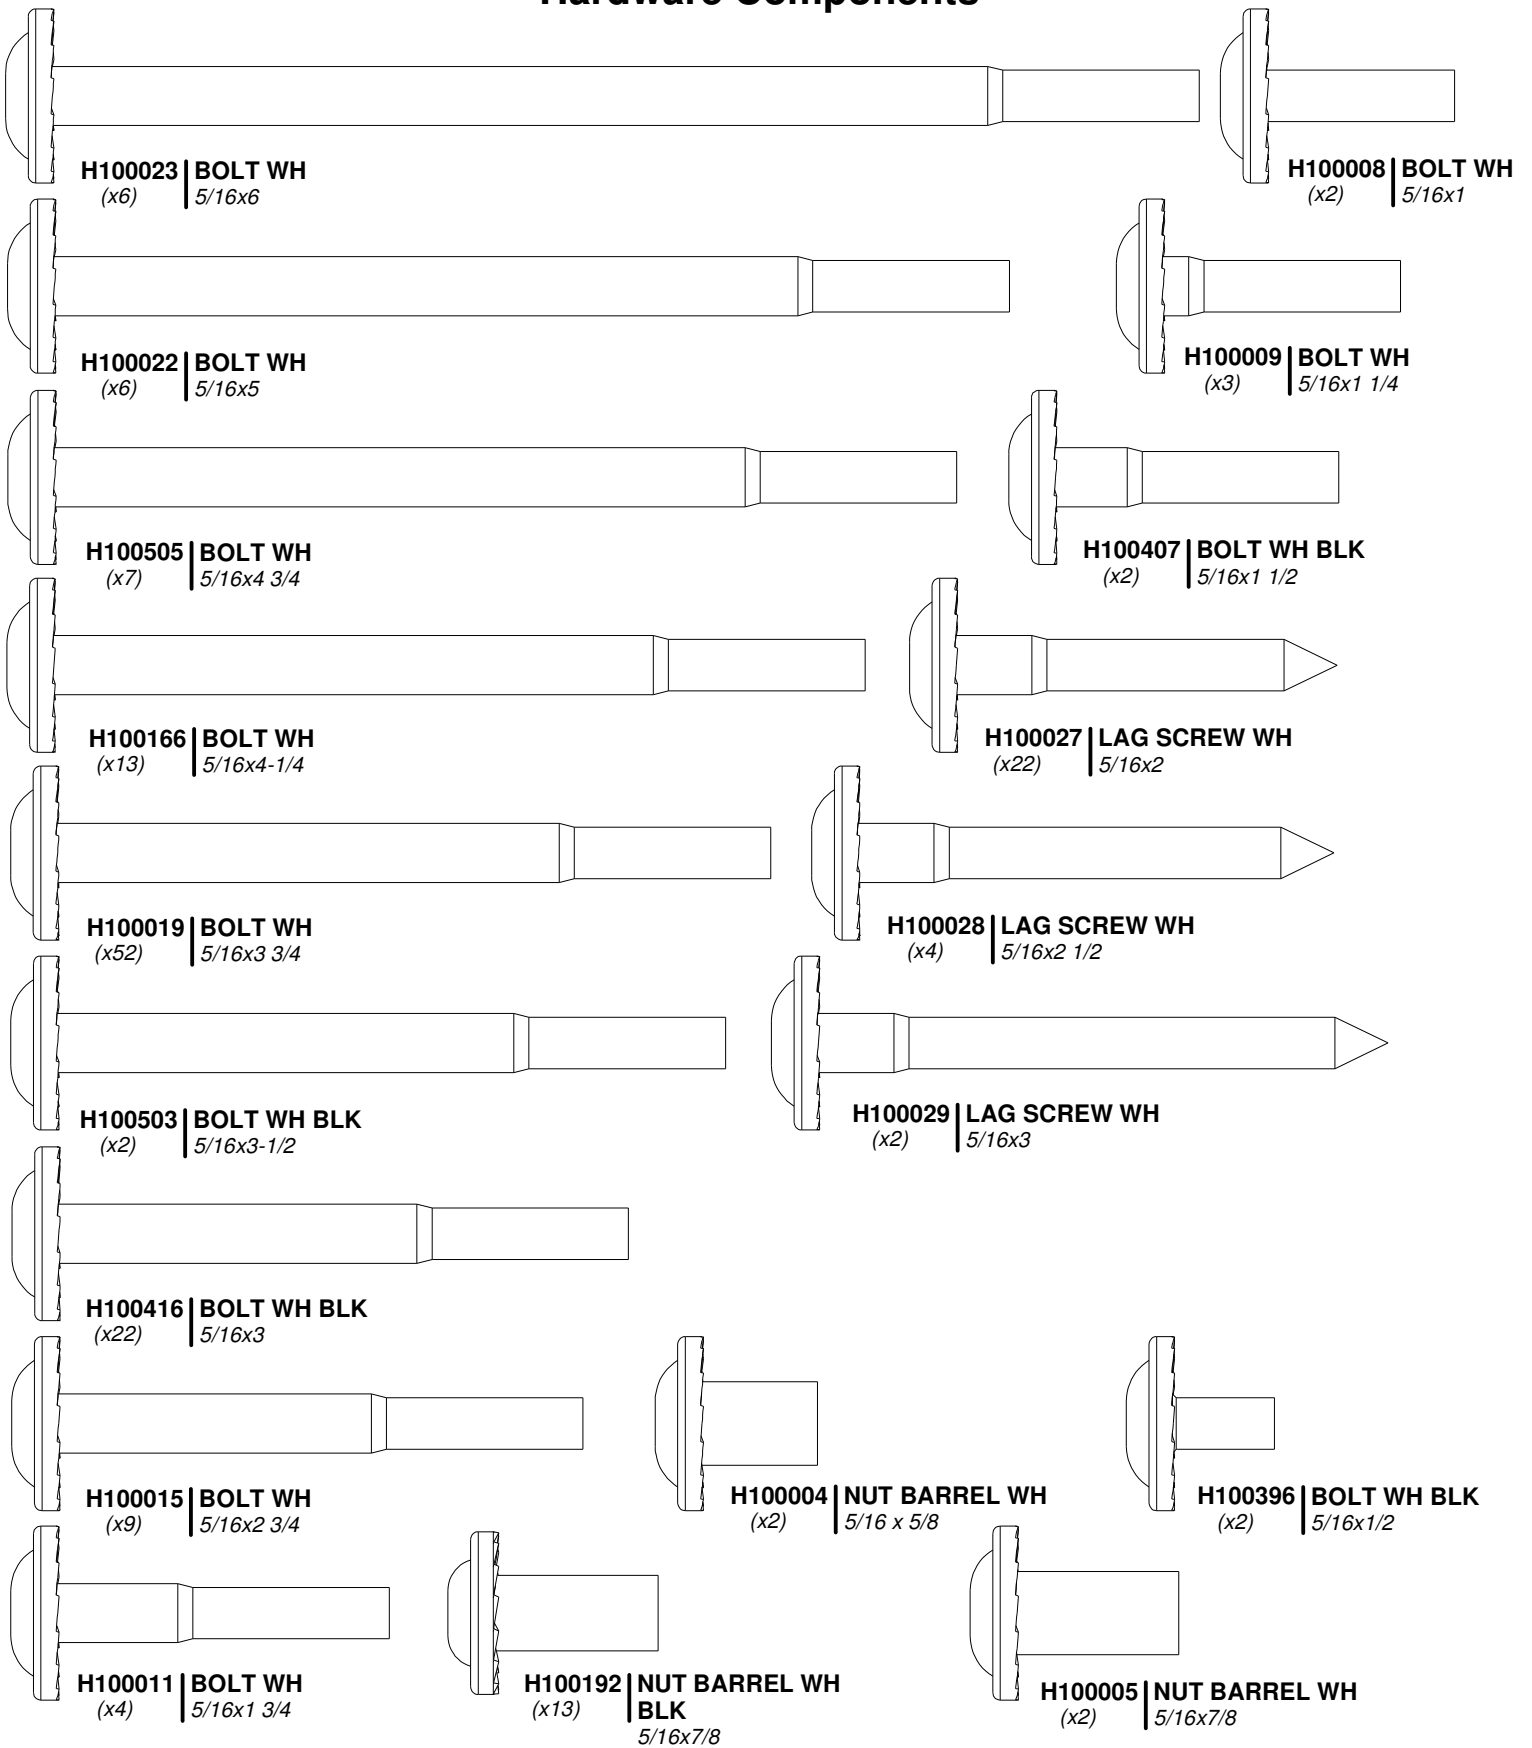 Hardware Components
H100023 BOLT WH
(x6) 5/16x6
H100008 BOLT WH
(x2) 5/16x1
H100022 BOLT WH
(x6) 5/16x5
H100009 BOLT WH
(x3) 5/16x1 1/4
H100505 BOLT WH
(x7) 5/16x4 3/4
H100407 BOLT WH BLK
(x2) 5/16x1 1/2
H100166 BOLT WH
(x13) 5/16x4-1/4
H100027 LAG SCREW WH
(x22) 5/16x2
H100019 BOLT WH
(x52) 5/16x3 3/4
H100028 LAG SCREW WH
(x4) 5/16x2 1/2
H100503 BOLT WH BLK
(x2) 5/16x3-1/2
H100029 LAG SCREW WH
(x2) 5/16x3
H100416 BOLT WH BLK
(x22) 5/16x3
H100015 BOLT WH
(x9) 5/16x2 3/4
H100004 NUT BARREL WH
(x2) 5/16 x 5/8
H100396 BOLT WH BLK
(x2) 5/16x1/2
H100011 BOLT WH
(x4) 5/16x1 3/4
H100192 NUT BARREL WH
(x13) BLK
5/16x7/8
H100005 NUT BARREL WH
(x2) 5/16x7/8